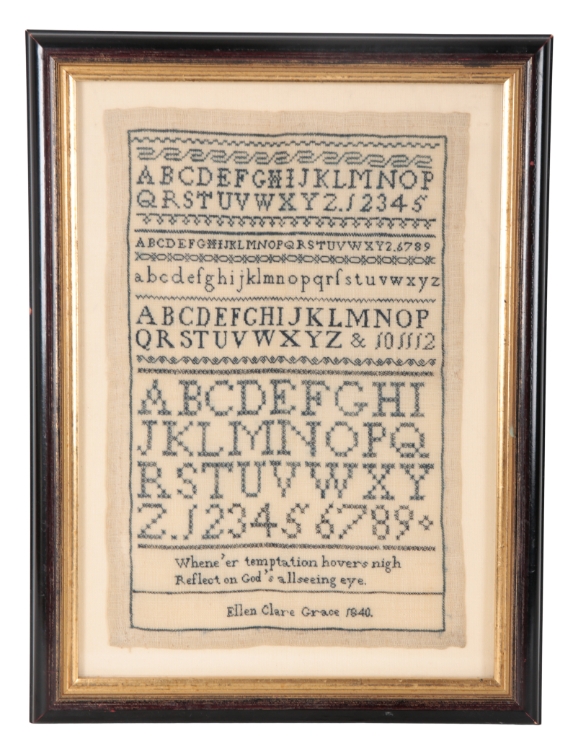 ABCDEFGHIJKLMNOP
QRSTUVWXYZ.12345
ABCDEFGHIJKLMNOPQRSTUVWXYZ.6789
abcdefghijklmnopqrſstuvwxyz
ABCDEFGHIJKLMNOP
QRSTUVWXYZ & 101112
ABCDEFGHI
JKLMNOPQ
RSTUVWXY
Z.123456789
Whene'er temptation hovers nigh
Reflect on God's allseeing eye.
Ellen Clare Grace 1840.